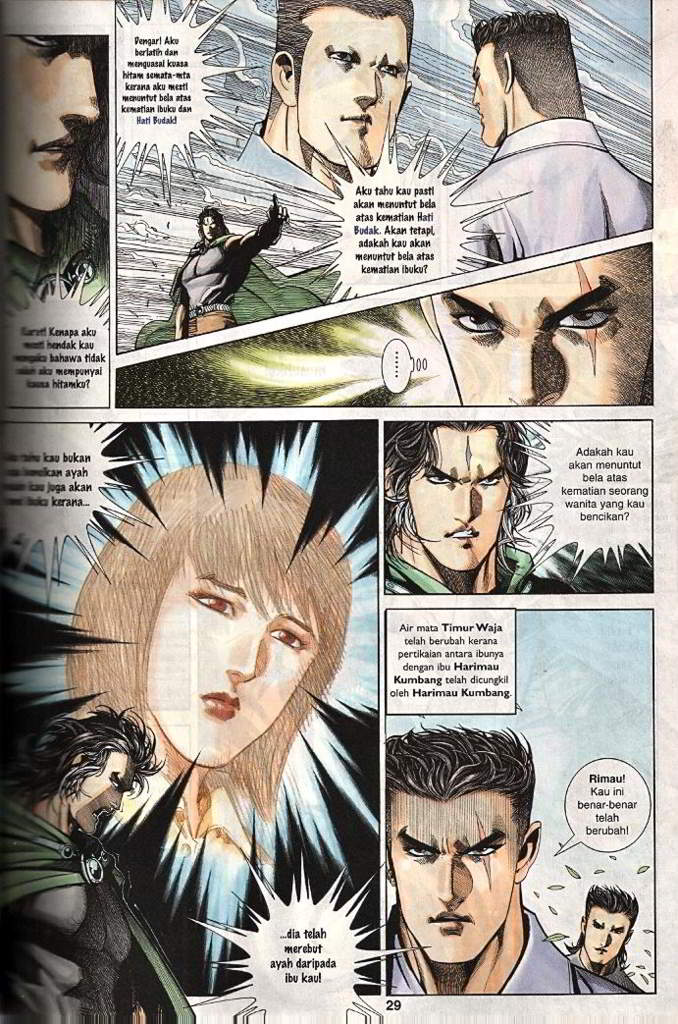 Dengar! Aku
berlatih dan
menguasai kuasa
hitam semata-mta
kerana aku mesti
menuntut bela atas
kematian ibuku dan
Hati Budak!
Aku tahu kau pasti
akan menuntut bela
atas kematian Hati
Budak. Akan tetapi,
adakah kau akan
menuntut bela atas
kematian ibuku?
Kenapa aku
mesti hendak kau
bahawa tidak
aku mempunyai
kuasa hitamku?
tahu kau bukan
ayah
kau juga akan
ibuku kerana...
Adakah kau
akan menuntut
bela atas
kematian seorang
wanita yang kau
bencikan?
Air mata Timur Waja
telah berubah kerana
pertikaian antara ibunya
dengan ibu Harimau
Kumbang telah dicungkil
oleh Harimau Kumbang.
Rimau!
Kau ini
benar-benar
telah
berubah!
...dia telah
merebut
ayah daripada
ibu kau!
29